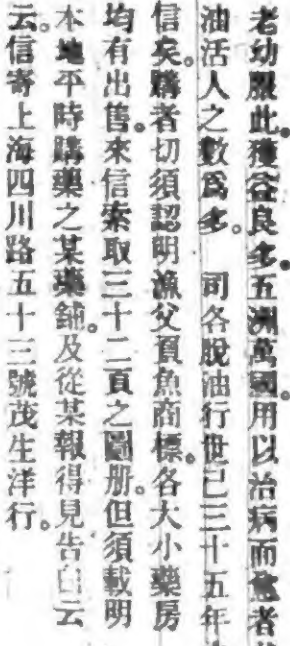 老幼服此。獲益良多。五洲萬國。用以治病而愈者
油活人之數爲多。　司各脫油行世已三十五年
信矣。購者切須認明漁父負魚商標。各大小藥房
均有出售。來信索取三十二頁之圖册。但須載明
本地平時購藥之某藥舖。及從某報得見告白云
云。信寄上海四川路五十三號茂生洋行。